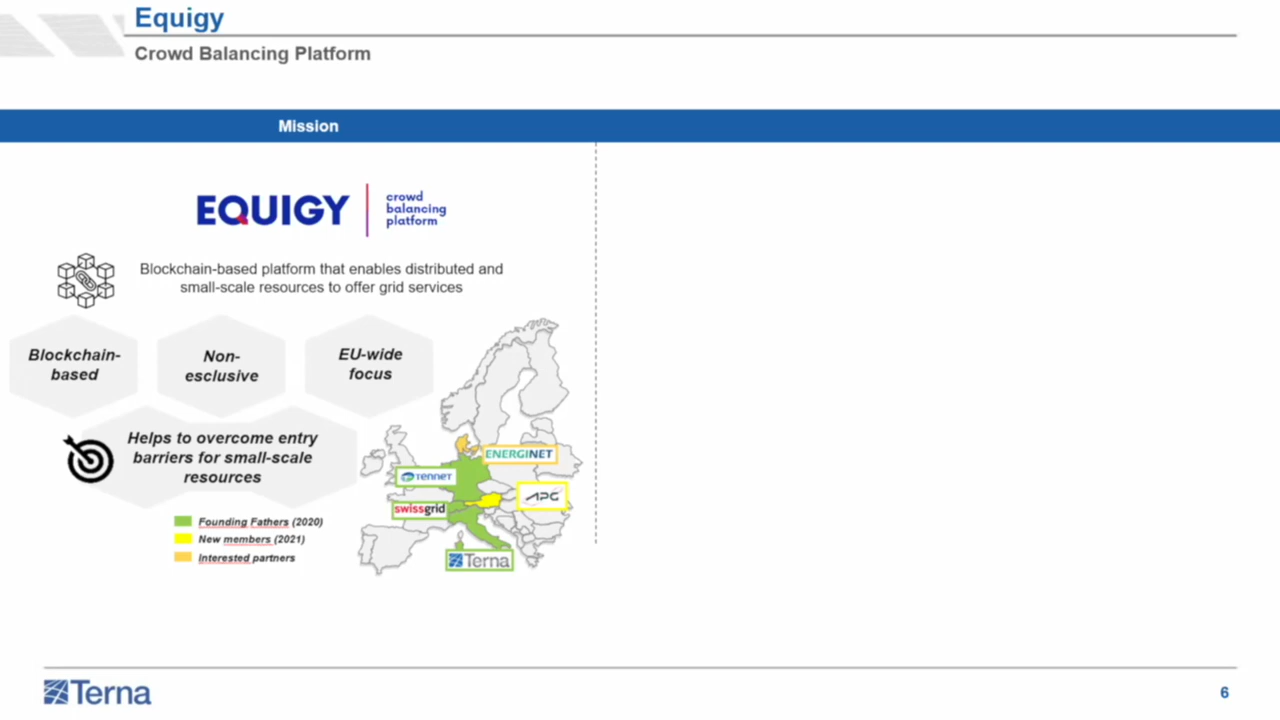 Equigy
Crowd Balancing Platform
Mission
EQUIGY
crowd
balancing
platform
Blockchain-based platform that enables distributed and
small-scale resources to offer grid services
Blockchain-
based
Non-
esclusive
EU-wide
focus
Helps to overcome entry
barriers for small-scale
resources
ENERGINET
TENNET
APG
swissgrid
Founding Fathers (2020)
New members (2021)
Interested partners
Terna
Terna
6